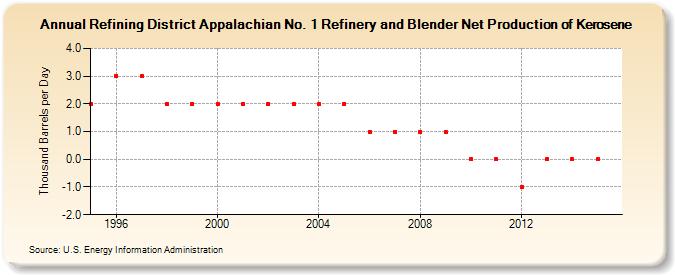 Annual Refining District Appalachian No. 1 Refinery and Blender Net Production of Kerosene
Thousand Barrels per Day
4.0
3.0
2.0
1.0
0.0
-1.0
-2.0
1996 2000 2004 2008 2012
Source: U.S. Energy Information Administration